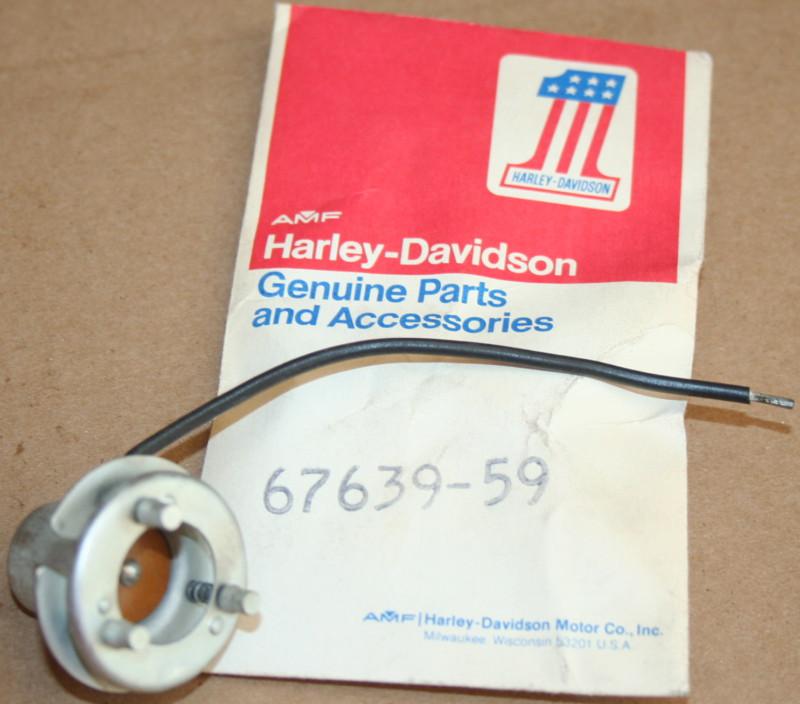 HARLEY-DAVIDSON
AMF
Harley-Davidson
Genuine Parts
and Accessories
67639-59
AMF | Harley-Davidson Motor Co., Inc.
Milwaukee, Wisconsin 53201 U.S.A.